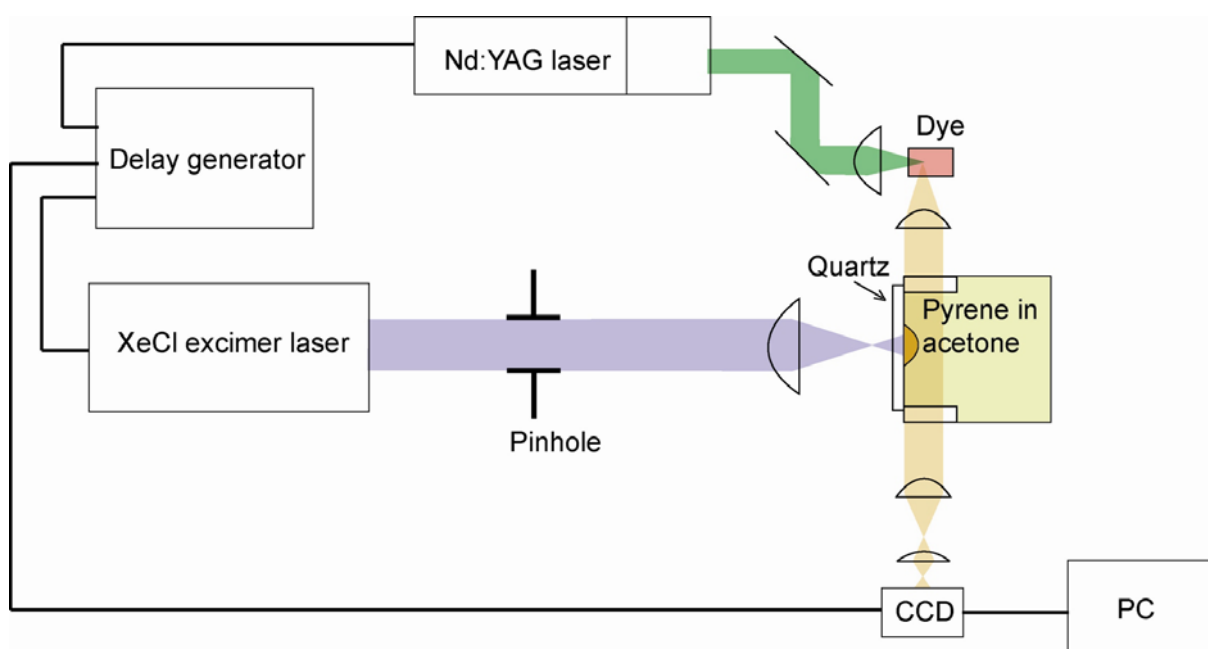 Nd:YAG laser
Dye
Delay generator
Quartz
Pyrene in
acetone
XeCl excimer laser
Pinhole
CCD
PC